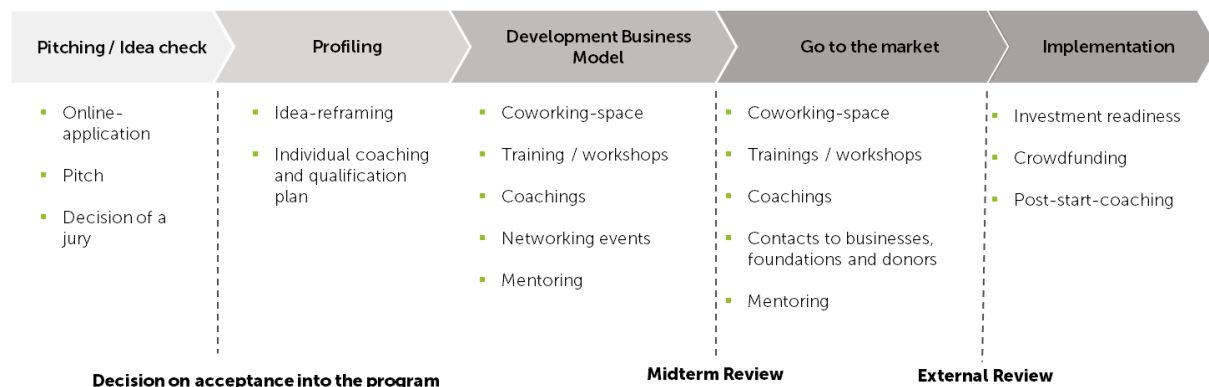 Pitching / Idea check
Profiling
Development Business
Model
Go to the market
Implementation
Online-
application
Pitch
Decision of a
jury
Idea-reframing
Individual coaching
and qualification
plan
Coworking-space
Training / workshops
Coachings
Networking events
Mentoring
Coworking-space
Trainings / workshops
Coachings
Contacts to businesses,
foundations and donors
Mentoring
Investment readiness
Crowdfunding
Post-start-coaching
Decision on acceptance into the program
Midterm Review
External Review